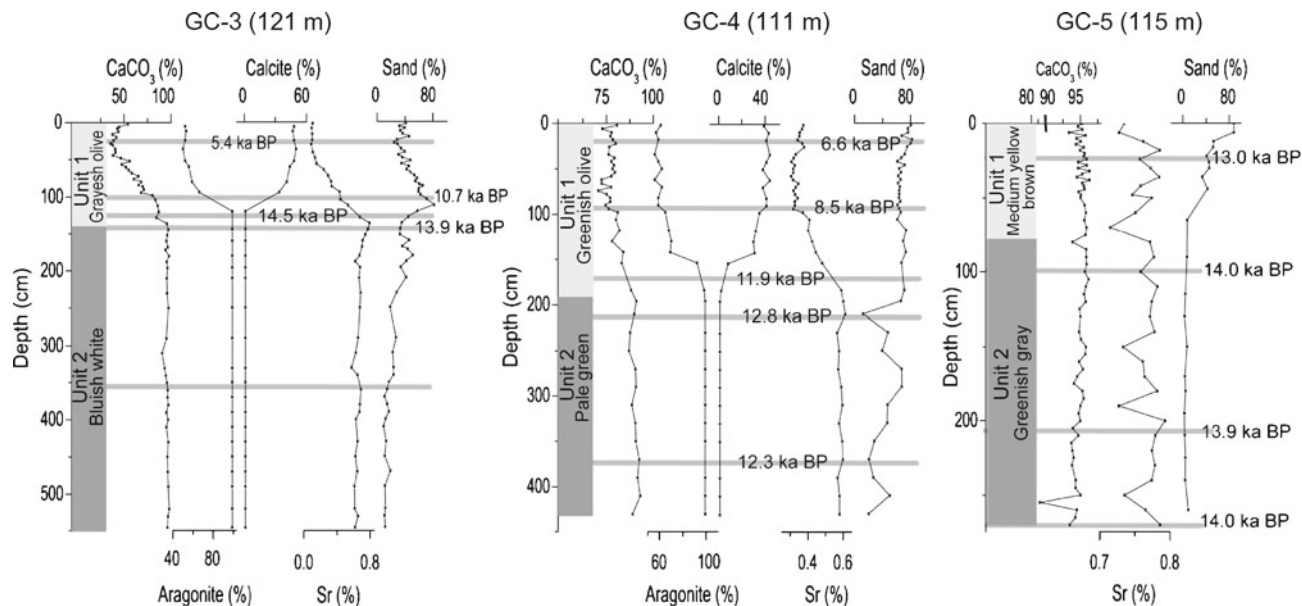 GC-3 (121 m)
CaCO3 (%)
Calcite (%)
Sand (%)
50 100 0 60 0 80
0
50
100
150
200
300
400
500
Depth (cm)
Unit 1
Grayesh olive
Unit 2
Bluish white
5.4 ka BP
10.7 ka BP
14.5 ka BP
13.9 ka BP
40 80 0.0 0.8
Aragonite (%)
Sr (%)
GC-4 (111 m)
CaCO3 (%)
Calcite (%)
Sand (%)
75 100 0 40 0 80
0
100
200
300
400
Depth (cm)
Unit 1
Greenish olive
Unit 2
Pale green
6.6 ka BP
8.5 ka BP
11.9 ka BP
12.8 ka BP
12.3 ka BP
60 100 0.4 0.6
Aragonite (%)
Sr (%)
GC-5 (115 m)
CaCO3 (%)
Sand (%)
80 90 95 0 80
0
100
200
Depth (cm)
Unit 1
Medium yellow
brown
Unit 2
Greenish gray
13.0 ka BP
14.0 ka BP
13.9 ka BP
14.0 ka BP
0.7 0.8
Sr (%)